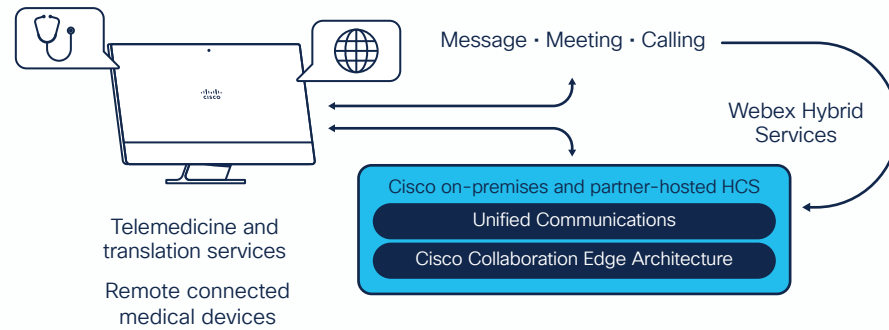 Message · Meeting · Calling
cisco
Webex Hybrid
Services
Cisco on-premises and partner-hosted HCS
Unified Communications
Cisco Collaboration Edge Architecture
Telemedicine and
translation services
Remote connected
medical devices